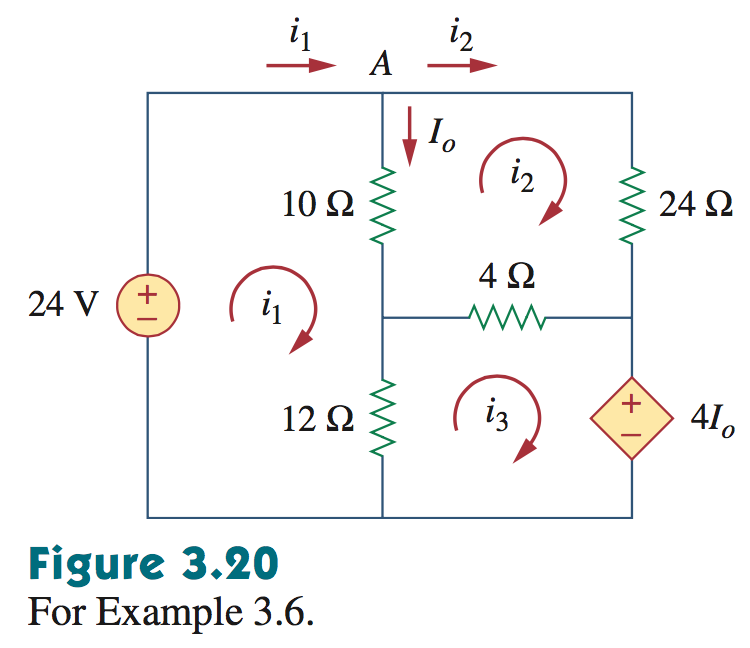 i₁
i₂
A
Iₒ
i₂
10 Ω
24 Ω
4 Ω
24 V
+
−
i₁
12 Ω
i₃
+
−
4Iₒ
Figure 3.20
For Example 3.6.